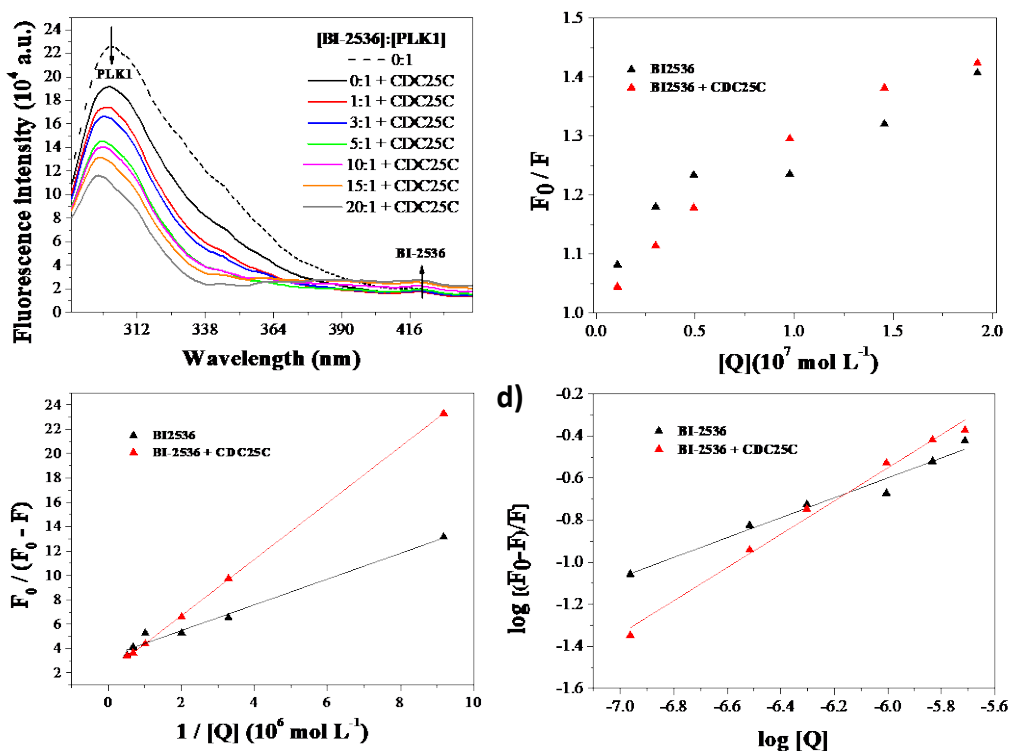 [BI-2536]:[PLK1]
0:1
0:1 + CDC25C
1:1 + CDC25C
3:1 + CDC25C
5:1 + CDC25C
10:1 + CDC25C
15:1 + CDC25C
20:1 + CDC25C
PLK1
BI-2536
24
22
20
18
16
14
12
10
8
6
4
2
0
312 338 364 390 416
Fluorescence intensity (10⁴ a.u.)
Wavelength (nm)
BI2536
BI2536 + CDC25C
1.5
1.4
1.3
1.2
1.1
1.0
0.0 0.5 1.0 1.5 2.0
F₀ / F
[Q](10⁷ mol L⁻¹)
BI2536
BI-2536 + CDC25C
24
22
20
18
16
14
12
10
8
6
4
2
0 2 4 6 8 10
F₀ / (F₀ - F)
1 / [Q] (10⁶ mol L⁻¹)
d)
BI-2536
BI-2536 + CDC25C
-0.2
-0.4
-0.6
-0.8
-1.0
-1.2
-1.4
-1.6
-7.0 -6.8 -6.6 -6.4 -6.2 -6.0 -5.8 -5.6
log [(F₀-F)/F]
log [Q]